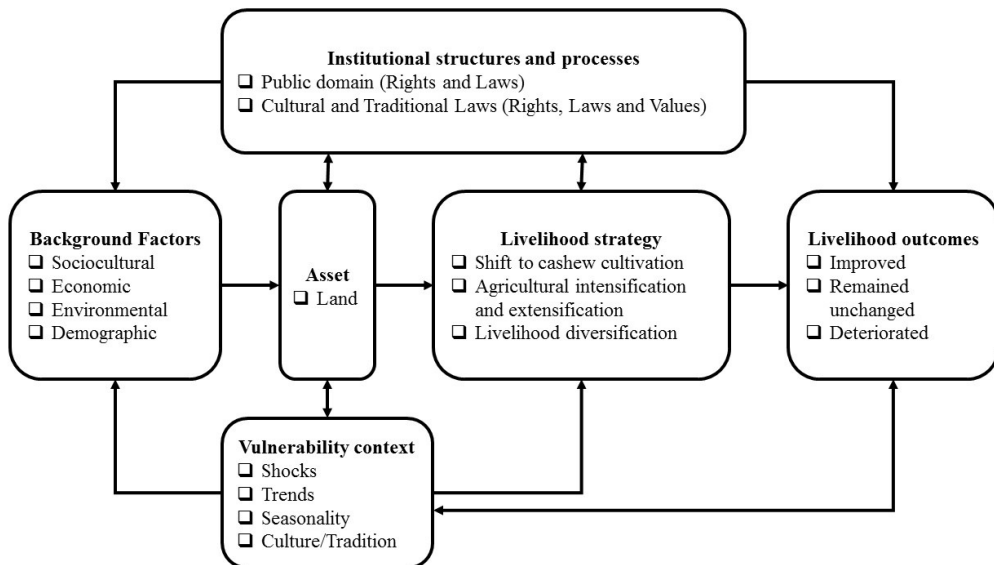 Institutional structures and processes
❑ Public domain (Rights and Laws)
❑ Cultural and Traditional Laws (Rights, Laws and Values)
Background Factors
❑ Sociocultural
❑ Economic
❑ Environmental
❑ Demographic
Asset
❑ Land
Livelihood strategy
❑ Shift to cashew cultivation
❑ Agricultural intensification
and extensification
❑ Livelihood diversification
Livelihood outcomes
❑ Improved
❑ Remained
unchanged
❑ Deteriorated
Vulnerability context
❑ Shocks
❑ Trends
❑ Seasonality
❑ Culture/Tradition